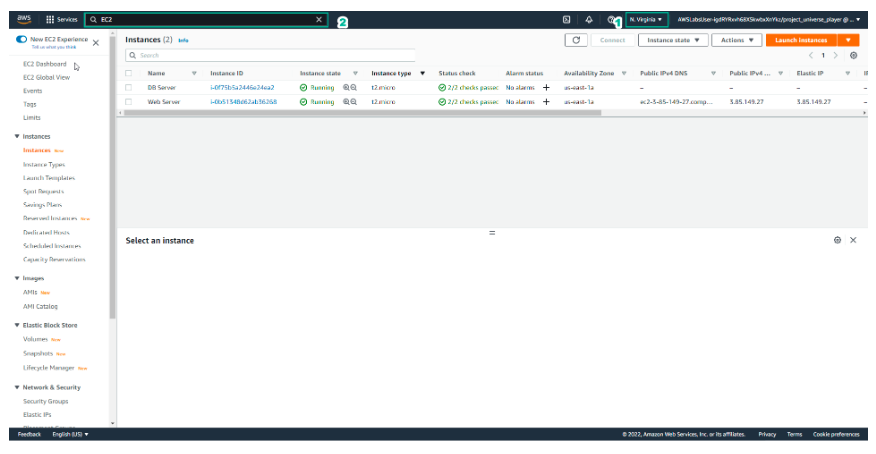 aws Services EC2 2 1 N. Virginia AWSLabsUser-
New EC2 Experience
Tell us what you think
EC2 Dashboard
EC2 Global View
Events
Tags
Limits
Instances
Instances New
Instance Types
Launch Templates
Spot Requests
Savings Plans
Reserved Instances New
Dedicated Hosts
Scheduled Instances
Capacity Reservations
Images
AMIs New
AMI Catalog
Elastic Block Store
Volumes New
Snapshots New
Lifecycle Manager New
Network & Security
Security Groups
Elastic IPs
Instances (2) Info
Connect Instance state Actions Launch instances
Search
1
Name Instance ID Instance state Instance type Status check Alarm status Availability Zone Public IPv4 DNS Public IPv4 ... Elastic IP
DB Server Running t2.micro 2/2 checks passec No alarms us-east-1a – – –
Web Server Running t2.micro 2/2 checks passec No alarms us-east-1a ec2-3-85-149-27.comp... 3.85.149.27 3.85.149.27 –
Select an instance
Feedback English (US) © 2022, Amazon Web Services, Inc. or its affiliates. Privacy Terms Cookie preferences